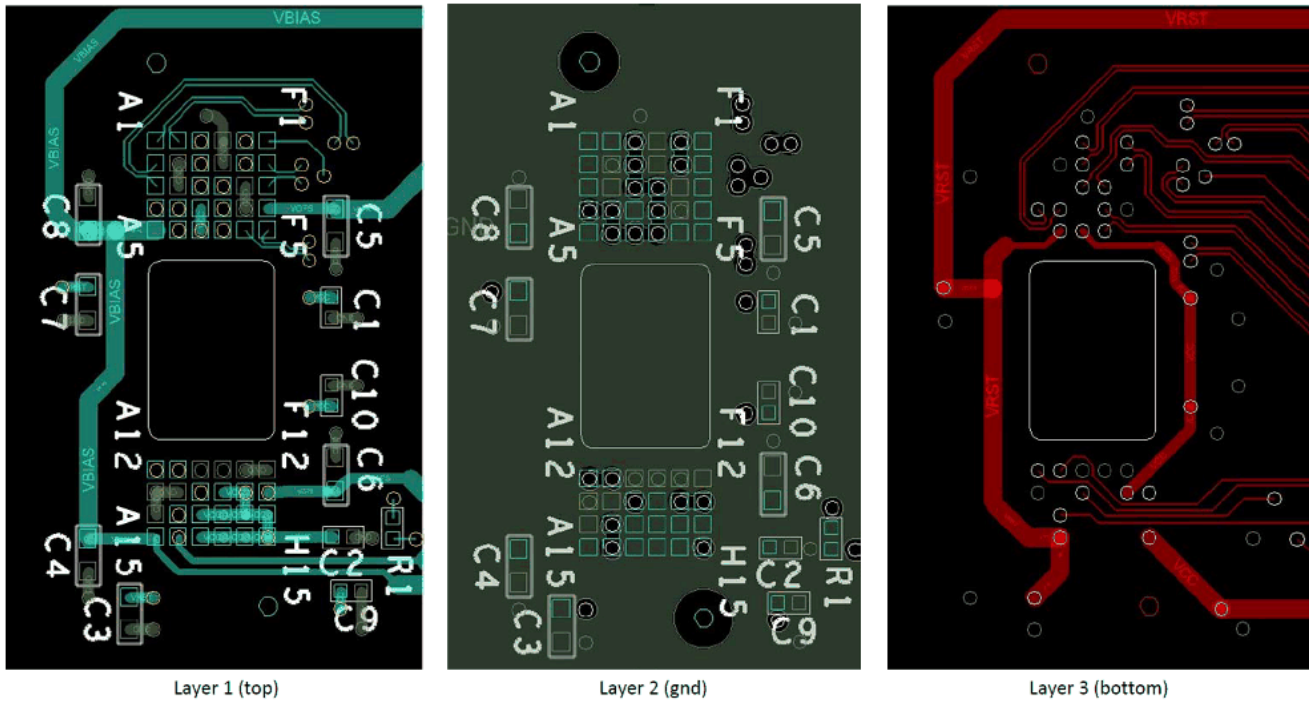 VBIAS
VBIAS
VBIAS
A1
F1
C8
A5
F5
C5
C7
VBIAS
C1
C10
A12
F12
C6
VBIAS
A15
H15
C4
C2
R1
C3
C9
Layer 1 (top)
A1
F1
GND
C8
A5
F5
C5
C7
C1
C10
A12
F12
C6
A15
H15
C4
C2
R1
C3
C9
Layer 2 (gnd)
VRST
VRST
VRST
VCC
Layer 3 (bottom)